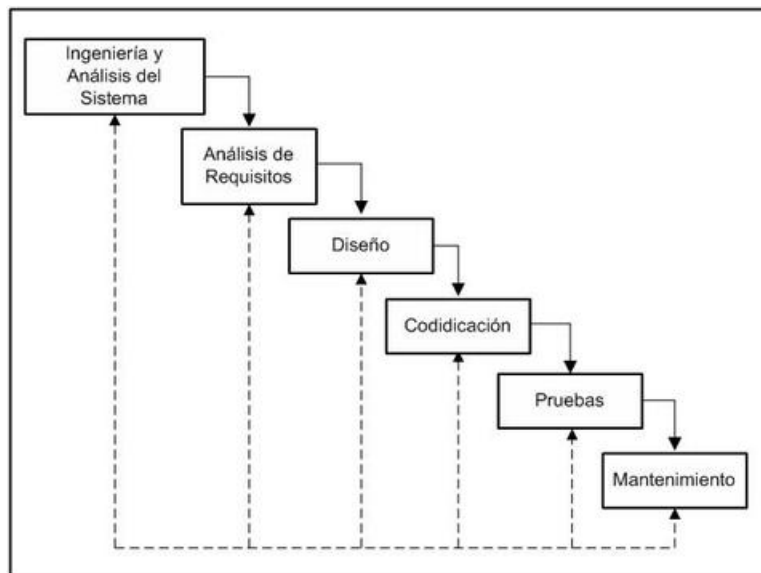 Ingeniería y
Análisis del
Sistema
Análisis de
Requisitos
Diseño
Codidicación
Pruebas
Mantenimiento